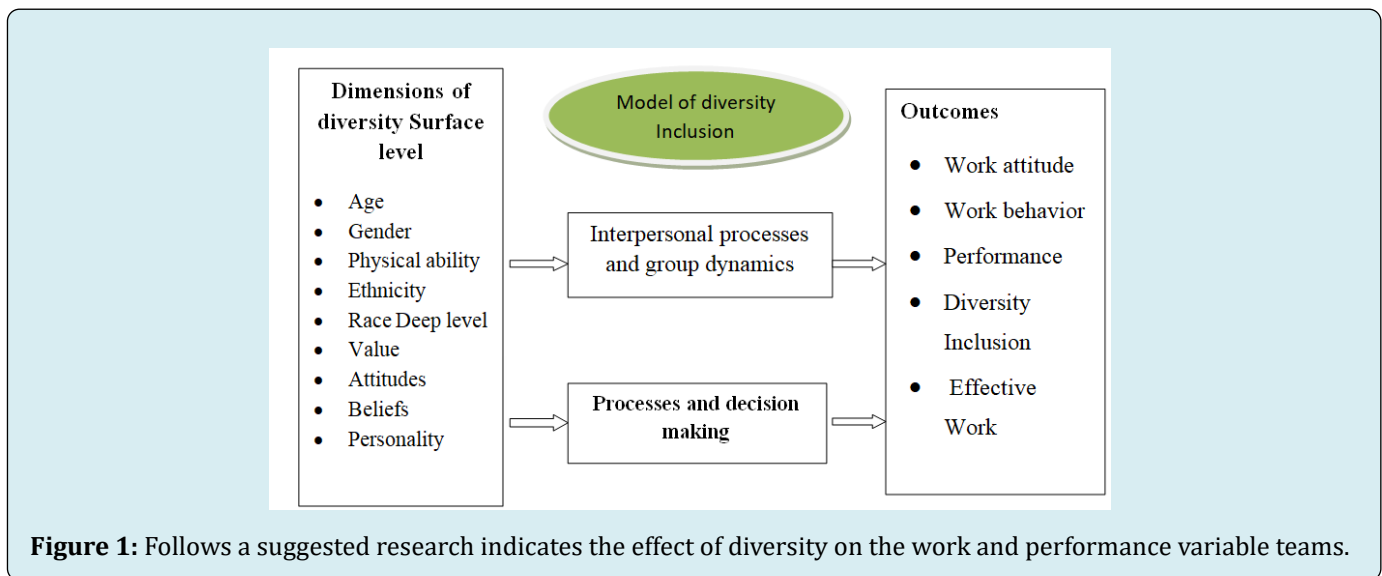 Dimensions of
diversity Surface
level
• Age
• Gender
• Physical ability
• Ethnicity
• Race Deep level
• Value
• Attitudes
• Beliefs
• Personality
Model of diversity
Inclusion
Interpersonal processes
and group dynamics
Processes and decision
making
Outcomes
• Work attitude
• Work behavior
• Performance
• Diversity
Inclusion
• Effective
Work
Figure 1: Follows a suggested research indicates the effect of diversity on the work and performance variable teams.